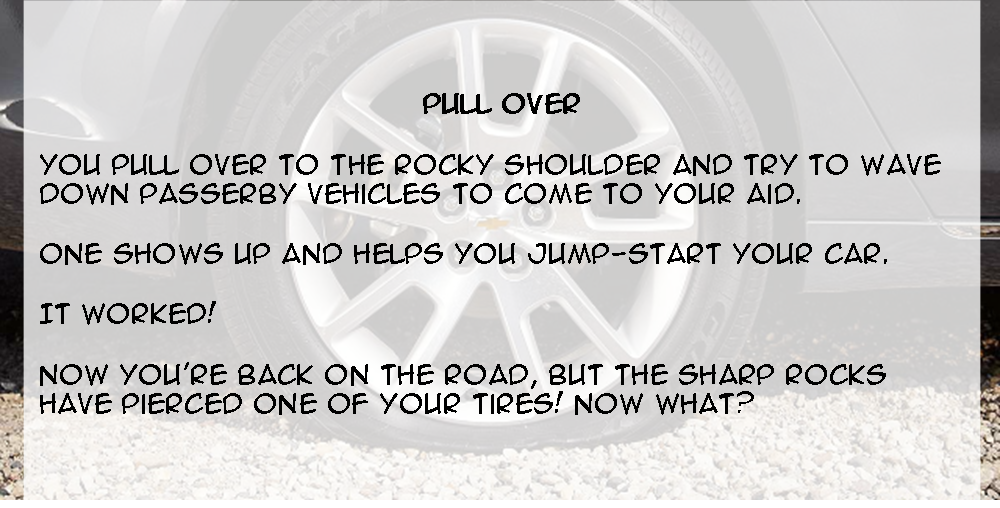 PULL OVER
YOU PULL OVER TO THE ROCKY SHOULDER AND TRY TO WAVE
DOWN PASSERBY VEHICLES TO COME TO YOUR AID.
ONE SHOWS UP AND HELPS YOU JUMP-START YOUR CAR.
IT WORKED!
NOW YOU'RE BACK ON THE ROAD, BUT THE SHARP ROCKS
HAVE PIERCED ONE OF YOUR TIRES! NOW WHAT?